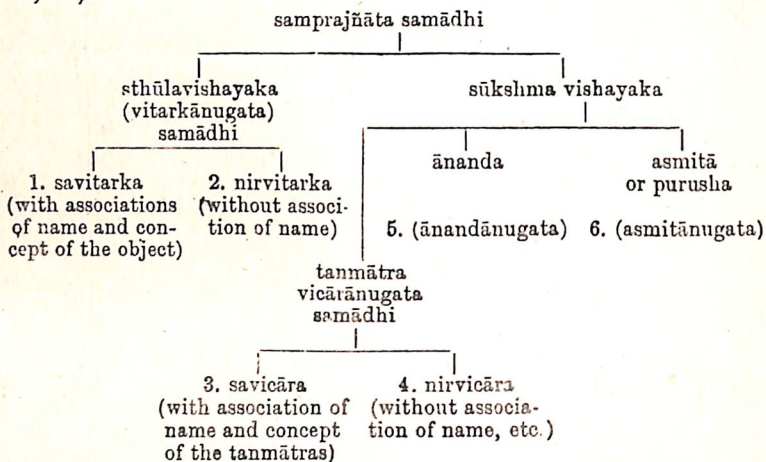 samprajñāta samādhi
sthūlavishayaka
(vitarkānugata)
samādhi
sūkshma vishayaka
1. savitarka
(with associations
of name and con-
cept of the object)
2. nirvitarka
(without associ-
tion of name)
ānanda
5. (ānandānugata)
asmitā
or purusha
6. (asmitānugata)
tanmātra
vicārānugata
samādhi
3. savicāra
(with association of
name and concept
of the tanmātras)
4. nirvicāra
(without associa-
tion of name, etc.)